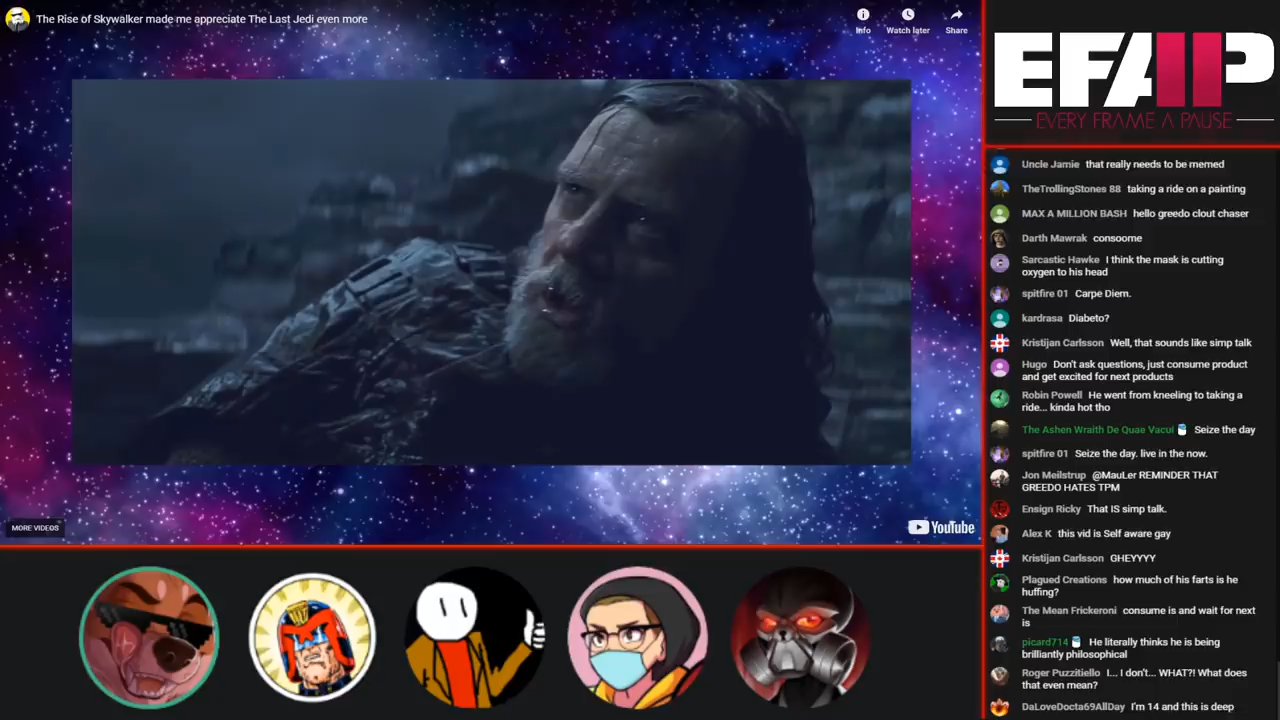 The Rise of Skywalker made me appreciate The Last Jedi even more
Info
Watch later
Share
MORE VIDEOS
YouTube
EFAP
EVERY FRAME A PAUSE
Uncle Jamie that really needs to be memed
TheTrollingStones 88 taking a ride on a painting
MAX A MILLION BASH hello greedo clout chaser
Darth Mawrak consoome
Sarcastic Hawke I think the mask is cutting
oxygen to his head
spitfire 01 Carpe Diem.
kardrasa Diabeto?
Kristijan Carlsson Well, that sounds like simp talk
Hugo Don't ask questions, just consume product
and get excited for next products
Robin Powell He went from kneeling to taking a
ride... kinda hot tho
The Ashen Wraith De Quae Vacui Seize the day
spitfire 01 Seize the day. live in the now.
Jon Meilstrup @MauLer REMINDER THAT
GREEDO HATES TPM
Ensign Ricky That IS simp talk.
Alex K this vid is Self aware gay
Kristijan Carlsson GHEYYYY
Plagued Creations how much of his farts is he
huffing?
The Mean Frickeroni consume is and wait for next
is
picard714 He literally thinks he is being
brilliantly philosophical
Roger Puzzitiello I... I don't... WHAT?! What does
that even mean?
DaLoveDocta69AllDay I'm 14 and this is deep